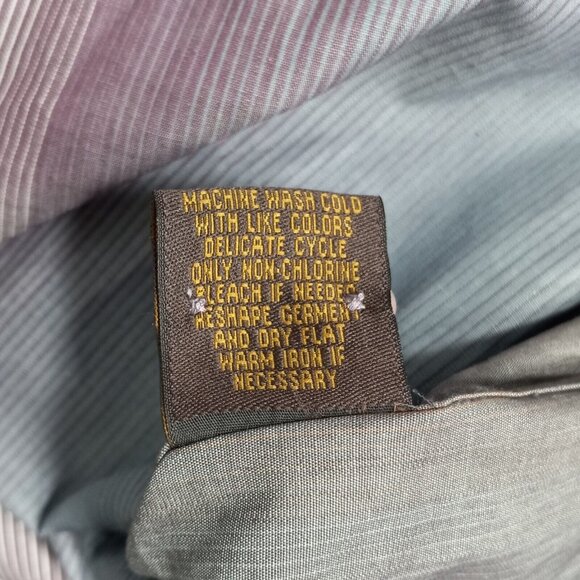 MACHINE WASH COLD
WITH LIKE COLORS
DELICATE CYCLE
ONLY NON-CHLORINE
BLEACH IF NEEDED
RESHAPE GERMENT
AND DRY FLAT
WARM IRON IF
NECESSARY